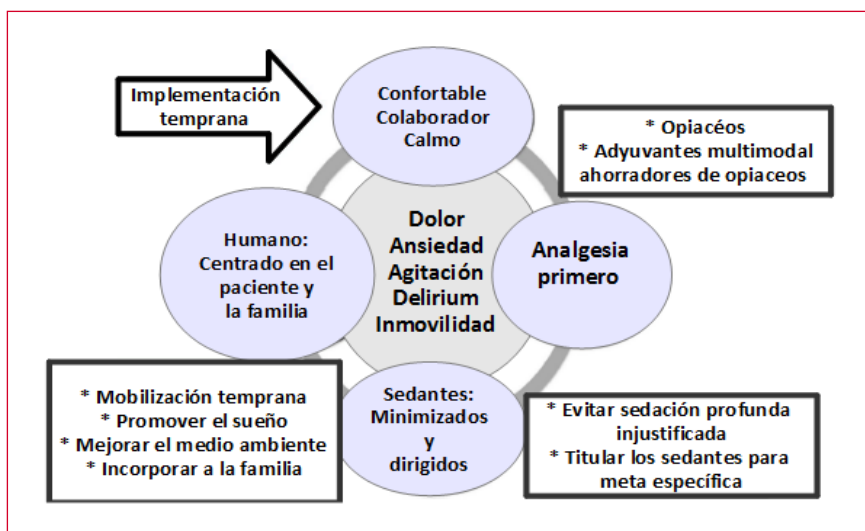 Implementación
temprana
Confortable
Colaborador
Calmo
* Opiacéos
* Adyuvantes multimodal
ahorradores de opiaceos
Humano:
Centrado en el
paciente y
la familia
Dolor
Ansiedad
Agitación
Delirium
Inmovilidad
Analgesia
primero
* Mobilización temprana
* Promover el sueño
* Mejorar el medio ambiente
* Incorporar a la familia
Sedantes:
Minimizados
y
dirigidos
* Evitar sedación profunda
injustificada
* Titular los sedantes para
meta específica